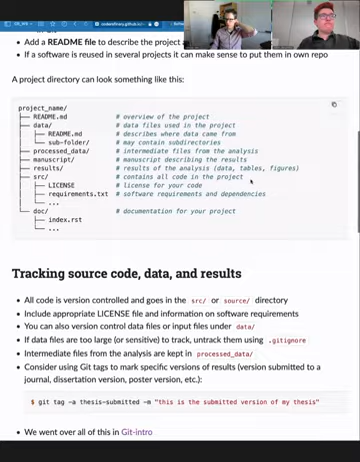 coderefinery.github.io
Add a README file to describe the project
If a software is reused in several projects it can make sense to put them in own repo
A project directory can look something like this:
project_name/
├── README.md # overview of the project
├── data/ # data files used in the project
│ ├── README.md # describes where data came from
│ └── sub-folder/ # may contain subdirectories
├── processed_data/ # intermediate files from the analysis
├── manuscript/ # manuscript describing the results
├── results/ # results of the analysis (data, tables, figures)
├── src/ # contains all code in the project
│ ├── LICENSE # license for your code
│ ├── requirements.txt # software requirements and dependencies
│ └── ...
└── doc/ # documentation for your project
├── index.rst
└── ...
Tracking source code, data, and results
All code is version controlled and goes in the src/ or source/ directory
Include appropriate LICENSE file and information on software requirements
You can also version control data files or input files under data/
If data files are too large (or sensitive) to track, untrack them using .gitignore
Intermediate files from the analysis are kept in processed_data/
Consider using Git tags to mark specific versions of results (version submitted to a
journal, dissertation version, poster version, etc.):
$ git tag -a thesis-submitted -m "this is the submitted version of my thesis"
We went over all of this in Git-intro